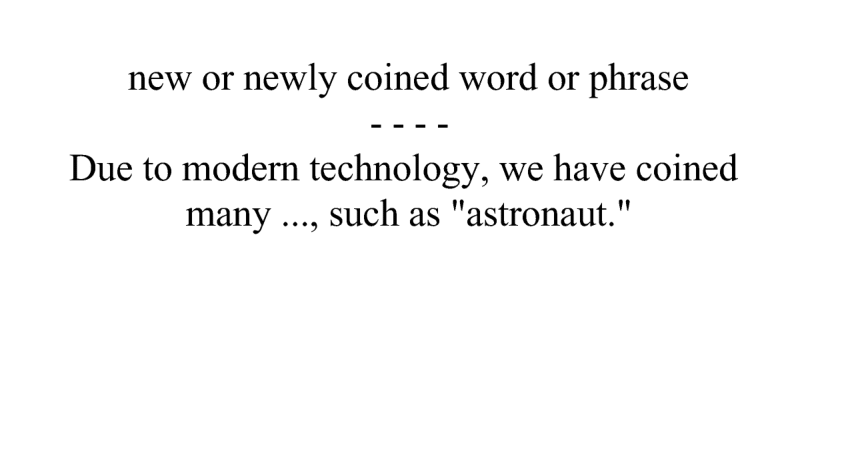 new or newly coined word or phrase
- - - -
Due to modern technology, we have coined
many ..., such as "astronaut."